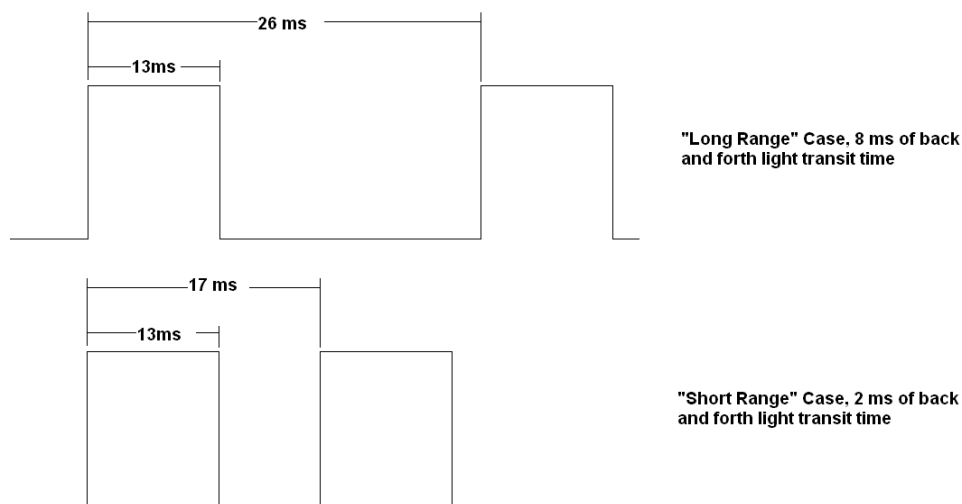 26 ms
13ms
"Long Range" Case, 8 ms of back
and forth light transit time
17 ms
13ms
"Short Range" Case, 2 ms of back
and forth light transit time